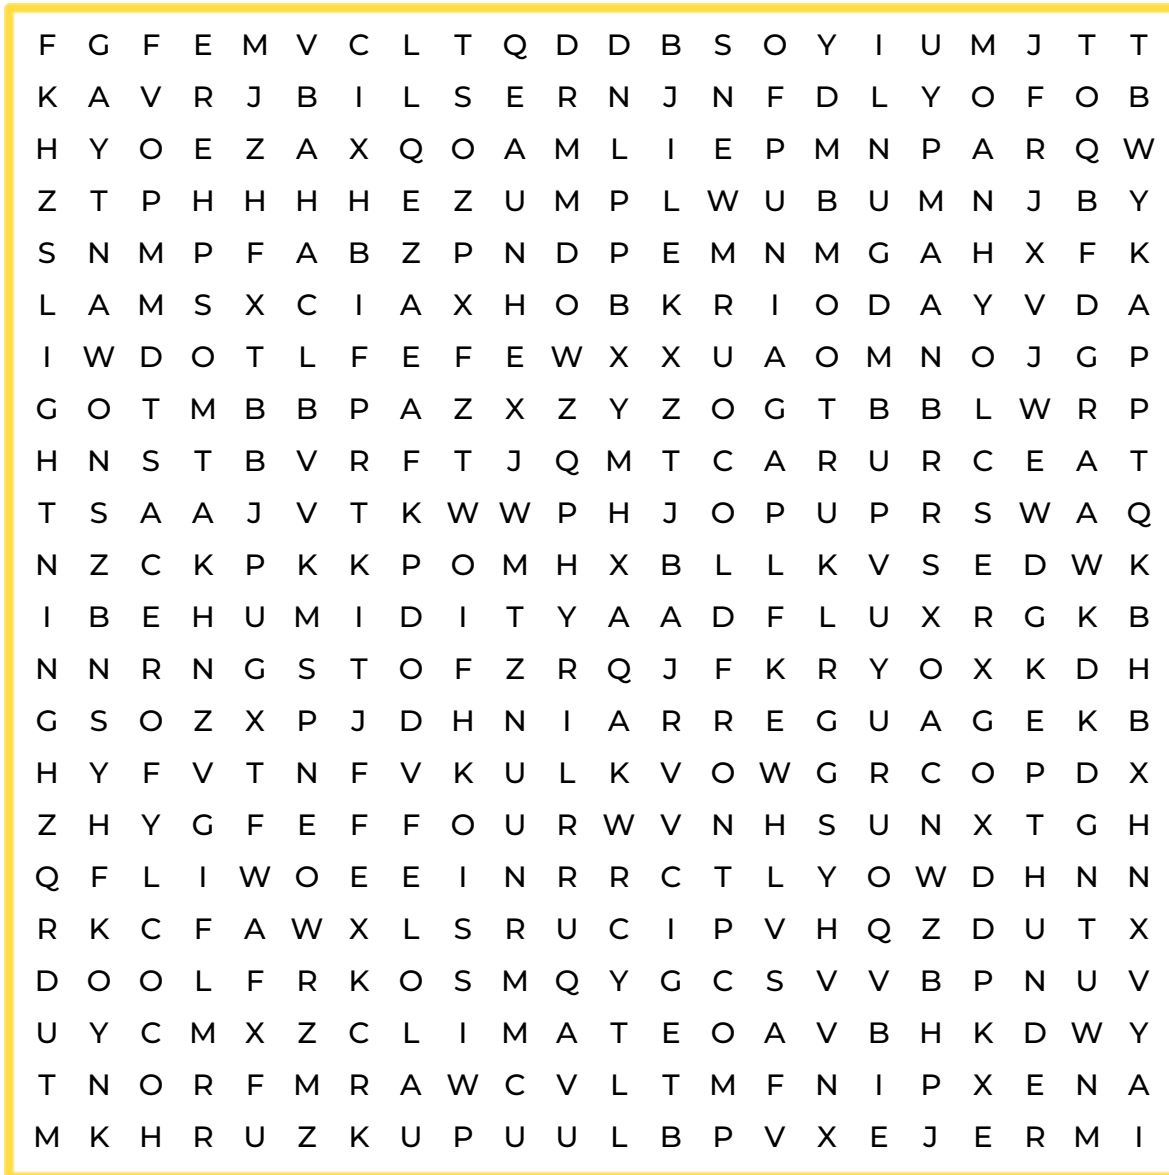 F G F E M V C L T Q D D B S O Y I U M J T T
K A V R J B I L S E R N J N F D L Y O F O B
H Y O E Z A X Q O A M L I E P M N P A R Q W
Z T P H H H H E Z U M P L W U B U M N J B Y
S N M P F A B Z P N D P E M N M G A H X F K
L A M S X C I A X H O B K R I O D A Y V D A
I W D O T L F E F E W X X U A O M N O J G P
G O T M B B P A Z X Z Y Z O G T B B L W R P
H N S T B V R F T J Q M T C A R U R C E A T
T S A A J V T K W W P H J O P U P R S W A Q
N Z C K P K K P O M H X B L L K V S E D W K
I B E H U M I D I T Y A A D F L U X R G K B
N N R N G S T O F Z R Q J F K R Y O X K D H
G S O Z X P J D H N I A R R E G U A G E K B
H Y F V T N F V K U L K V O W G R C O P D X
Z H Y G F E F F O U R W V N H S U N X T G H
Q F L I W O E E I N R R C T L Y O W D H N N
R K C F A W X L S R U C I P V H Q Z D U T X
D O O L F R K O S M Q Y G C S V V B P N U V
U Y C M X Z C L I M A T E O A V B H K D W Y
T N O R F M R A W C V L T M F N I P X E N A
M K H R U Z K U P U U L B P V X E J E R M I